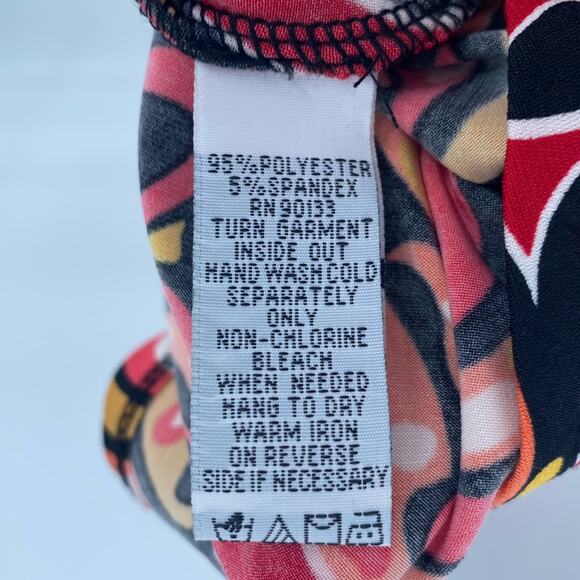 95% POLYESTER
5% SPANDEX
RN 90133
TURN GARMENT
INSIDE OUT
HAND WASH COLD
SEPARATELY
ONLY
NON-CHLORINE
BLEACH
WHEN NEEDED
HANG TO DRY
WARM IRON
ON REVERSE
SIDE IF NECESSARY